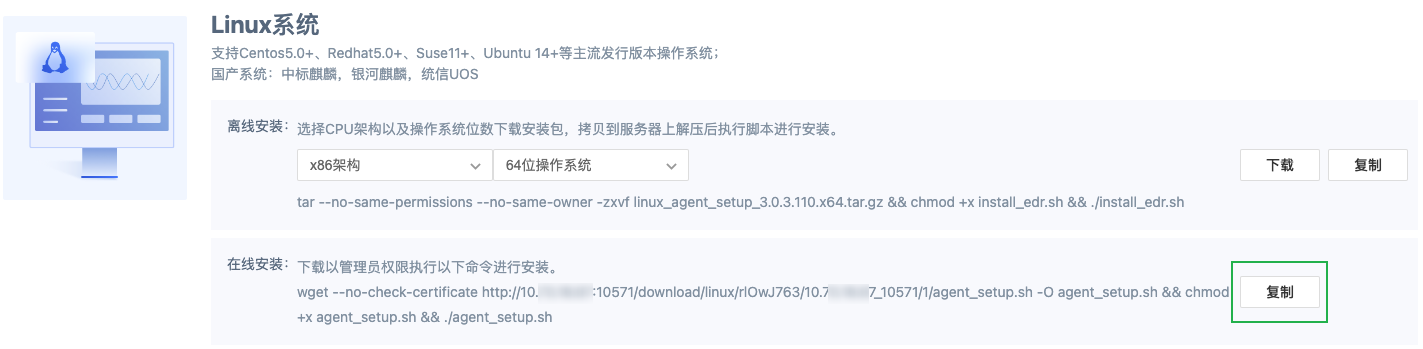 Linux系统
支持Centos5.0+、Redhat5.0+、Suse11+、Ubuntu 14+等主流发行版本操作系统；
国产系统：中标麒麟，银河麒麟，统信UOS
离线安装： 选择CPU架构以及操作系统位数下载安装包，拷贝到服务器上解压后执行脚本进行安装。
x86架构 64位操作系统 下载 复制
tar --no-same-permissions --no-same-owner -zxvf linux_agent_setup_3.0.3.110.x64.tar.gz && chmod +x install_edr.sh && ./install_edr.sh
在线安装： 下载以管理员权限执行以下命令进行安装。
wget --no-check-certificate http://10. :10571/download/linux/rlOwJ763/10.7 7_10571/1/agent_setup.sh -O agent_setup.sh && chmod 复制
+x agent_setup.sh && ./agent_setup.sh